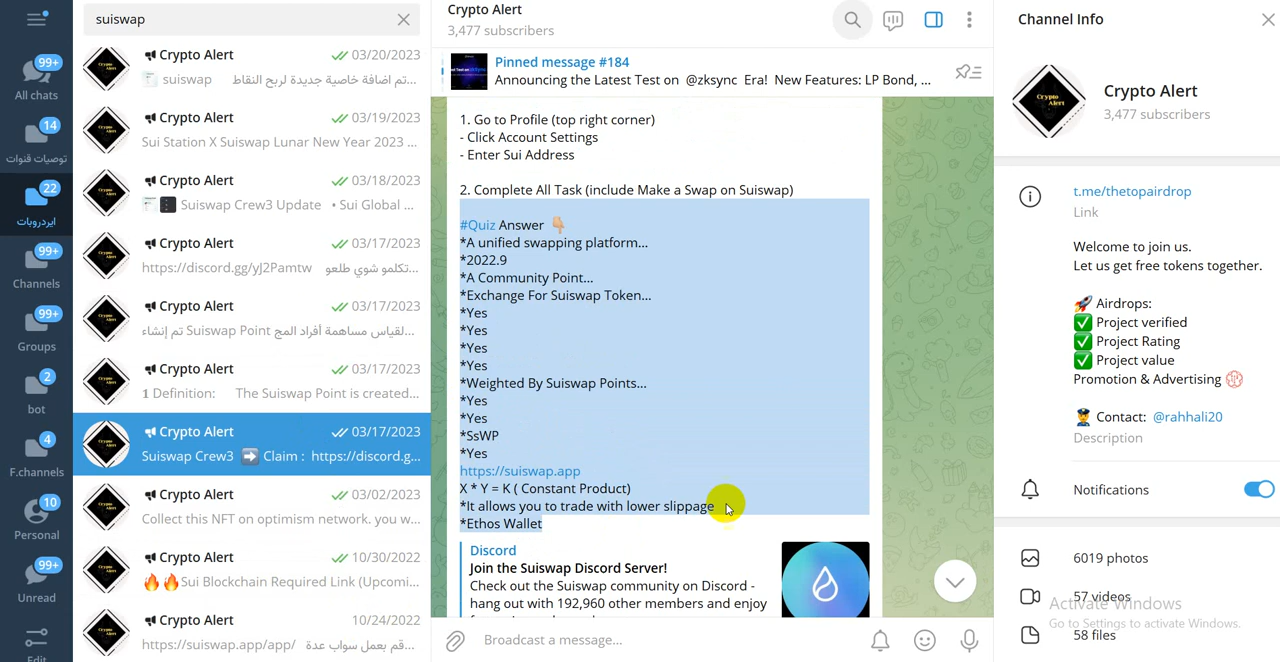 99+
All chats
14
توصيات قنوات
22
ايردروبات
99+
Channels
99+
Groups
2
bot
4
F.channels
10
Personal
99+
Unread
Edit
suiswap
Crypto Alert 03/20/2023
suiswap تم اضافة خاصية جديدة لربح النقاط...
Crypto Alert 03/19/2023
Sui Station X Suiswap Lunar New Year 2023 ...
Crypto Alert 03/18/2023
Suiswap Crew3 Update • Sui Global ...
Crypto Alert 03/17/2023
https://discord.gg/yJ2Pamtw تكلمو شوي طلعو...
Crypto Alert 03/17/2023
تم إنشاء Suiswap Point لقياس مساهمة أفراد المج...
Crypto Alert 03/17/2023
1 Definition: The Suiswap Point is created...
Crypto Alert 03/17/2023
Suiswap Crew3 ➡️ Claim : https://discord.g...
Crypto Alert 03/02/2023
Collect this NFT on optimism network. you w...
Crypto Alert 10/30/2022
🔥🔥Sui Blockchain Required Link (Upcomi...
Crypto Alert 10/24/2022
https://suiswap.app/app/ قم بعمل سواب عدة...
Crypto Alert
3,477 subscribers
Pinned message #184
Announcing the Latest Test on @zksync Era! New Features: LP Bond, ...
1. Go to Profile (top right corner)
- Click Account Settings
- Enter Sui Address
2. Complete All Task (include Make a Swap on Suiswap)
#Quiz Answer 👇🏼
*A unified swapping platform...
*2022.9
*A Community Point...
*Exchange For Suiswap Token...
*Yes
*Yes
*Yes
*Yes
*Weighted By Suiswap Points...
*Yes
*Yes
*SsWP
*Yes
https://suiswap.app
X * Y = K ( Constant Product)
*It allows you to trade with lower slippage
*Ethos Wallet
Discord
Join the Suiswap Discord Server!
Check out the Suiswap community on Discord -
hang out with 192,960 other members and enjoy
Broadcast a message...
Channel Info
Crypto Alert
3,477 subscribers
t.me/thetopairdrop
Link
Welcome to join us.
Let us get free tokens together.
🚀 Airdrops:
✅ Project verified
✅ Project Rating
✅ Project value
Promotion & Advertising
Contact: @rahhali20
Description
Notifications
6019 photos
57 videos
58 files
Activate Windows
Go to Settings to activate Windows.